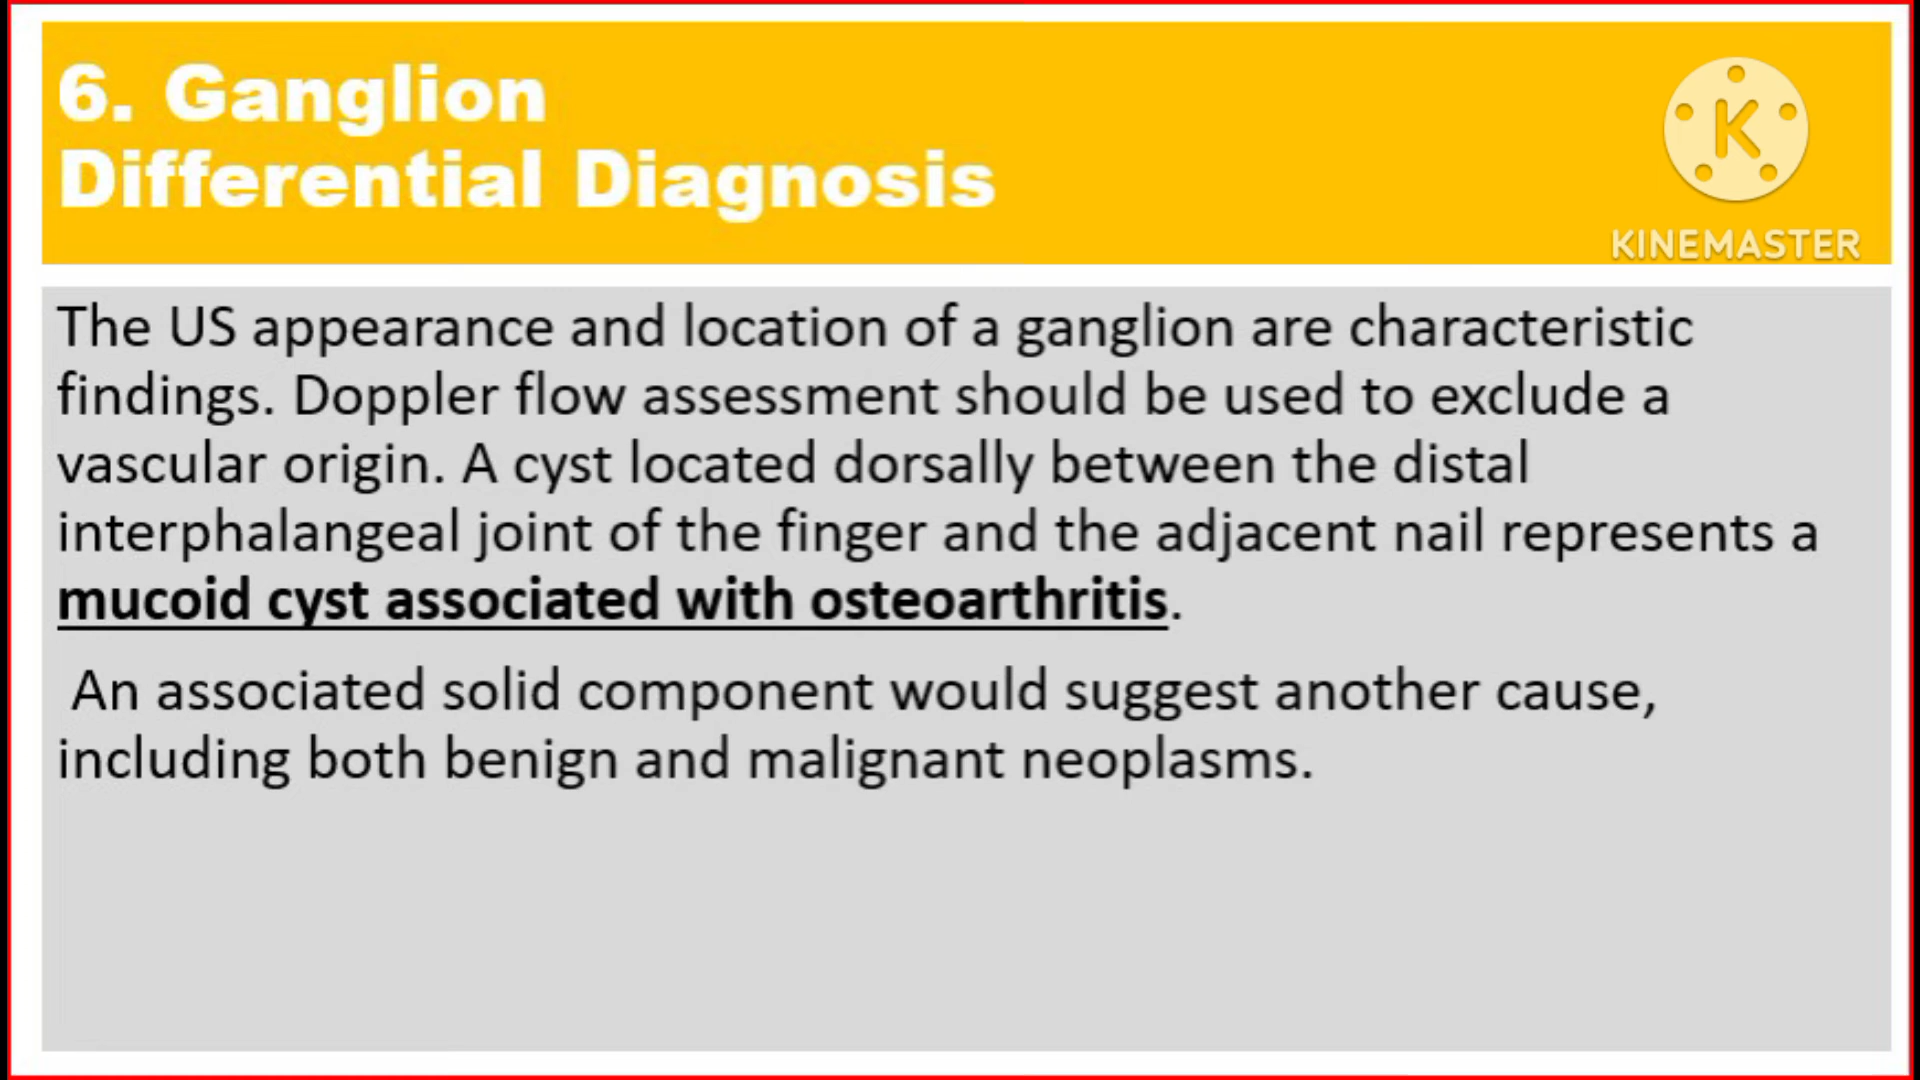 6. Ganglion
Differential Diagnosis
K
KINEMASTER
The US appearance and location of a ganglion are characteristic
findings. Doppler flow assessment should be used to exclude a
vascular origin. A cyst located dorsally between the distal
interphalangeal joint of the finger and the adjacent nail represents a
mucoid cyst associated with osteoarthritis.
An associated solid component would suggest another cause,
including both benign and malignant neoplasms.